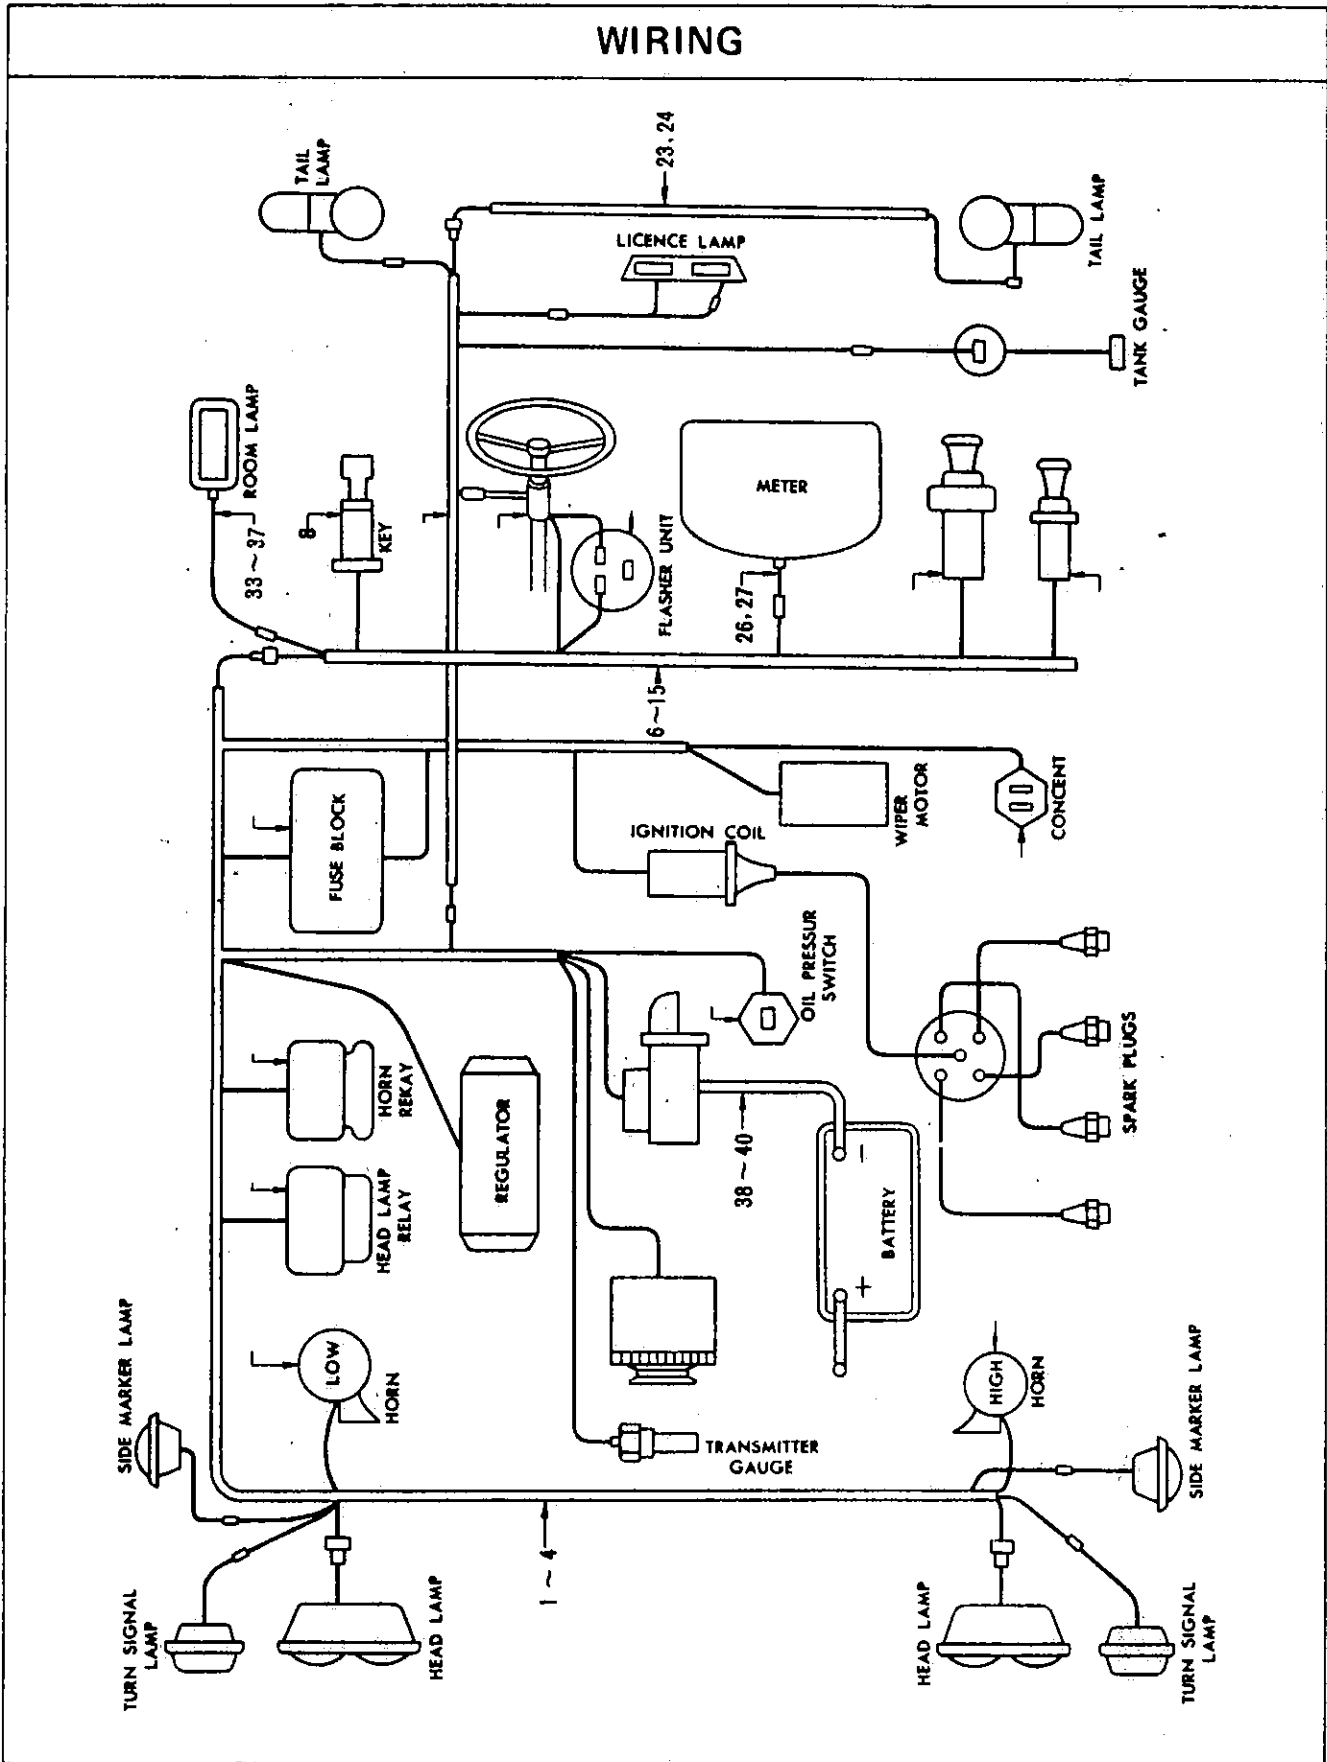 WIRING
TAIL
LAMP
23, 24
LICENCE LAMP
TAIL LAMP
TANK GAUGE
ROOM LAMP
33~37
8
KEY
FLASHER UNIT
METER
26, 27
6~15
FUSE BLOCK
IGNITION COIL
WIPER
MOTOR
CONCENT
OIL PRESSUR
SWITCH
HORN
REKAY
HEAD LAMP
RELAY
REGULATOR
38~40
BATTERY
+
−
SPARK PLUGS
SIDE MARKER LAMP
LOW
HORN
TRANSMITTER
GAUGE
HIGH
HORN
SIDE MARKER LAMP
1~4
TURN SIGNAL
LAMP
HEAD LAMP
HEAD LAMP
TURN SIGNAL
LAMP